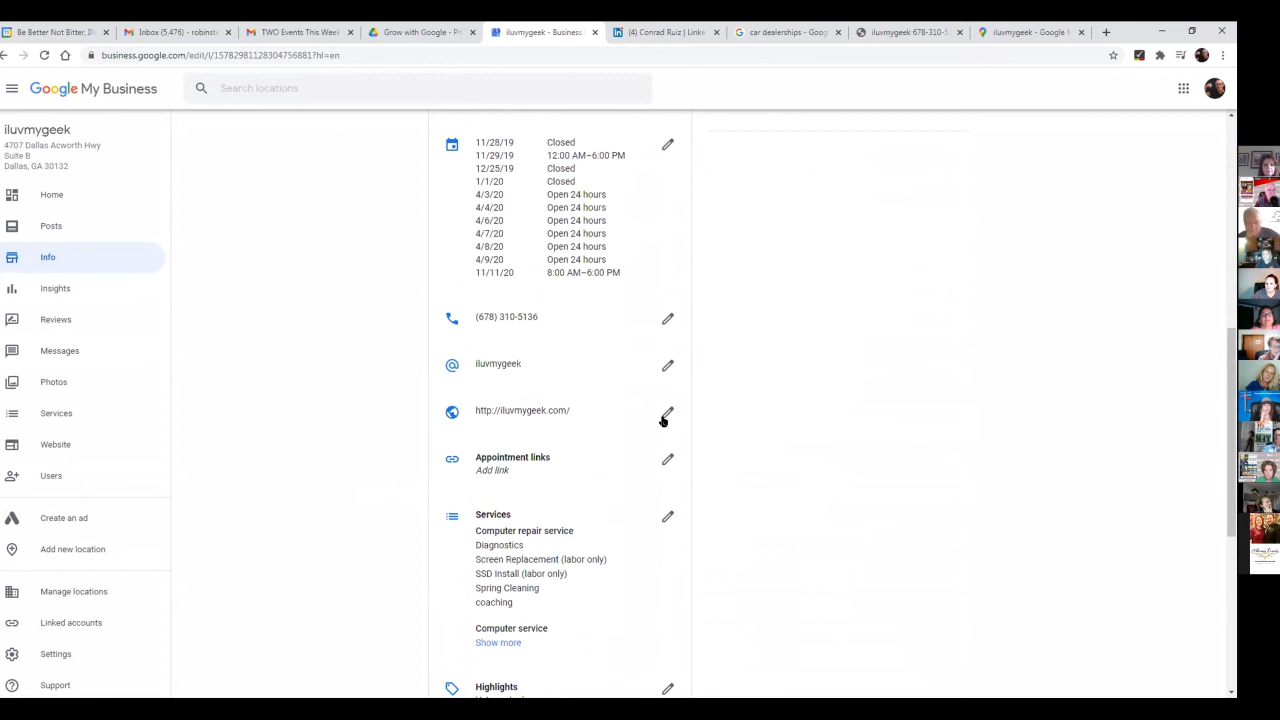 Be Better Not Bitter, IN
Inbox (5,476) - robinste
TWO Events This Week
Grow with Google - Pr
iluvmygeek - Business
(4) Conrad Ruiz | Linke
car dealerships - Goog
iluvmygeek 678-310-5
iluvmygeek - Google M
business.google.com/edit/l/15782981128304756881?hl=en
Google My Business
Search locations
iluvmygeek
4707 Dallas Acworth Hwy
Suite B
Dallas, GA 30132
Home
Posts
Info
Insights
Reviews
Messages
Photos
Services
Website
Users
Create an ad
Add new location
Manage locations
Linked accounts
Settings
Support
11/28/19 Closed
11/29/19 12:00 AM–6:00 PM
12/25/19 Closed
1/1/20 Closed
4/3/20 Open 24 hours
4/4/20 Open 24 hours
4/6/20 Open 24 hours
4/7/20 Open 24 hours
4/8/20 Open 24 hours
4/9/20 Open 24 hours
11/11/20 8:00 AM–6:00 PM
(678) 310-5136
iluvmygeek
http://iluvmygeek.com/
Appointment links
Add link
Services
Computer repair service
Diagnostics
Screen Replacement (labor only)
SSD Install (labor only)
Spring Cleaning
coaching
Computer service
Show more
Highlights